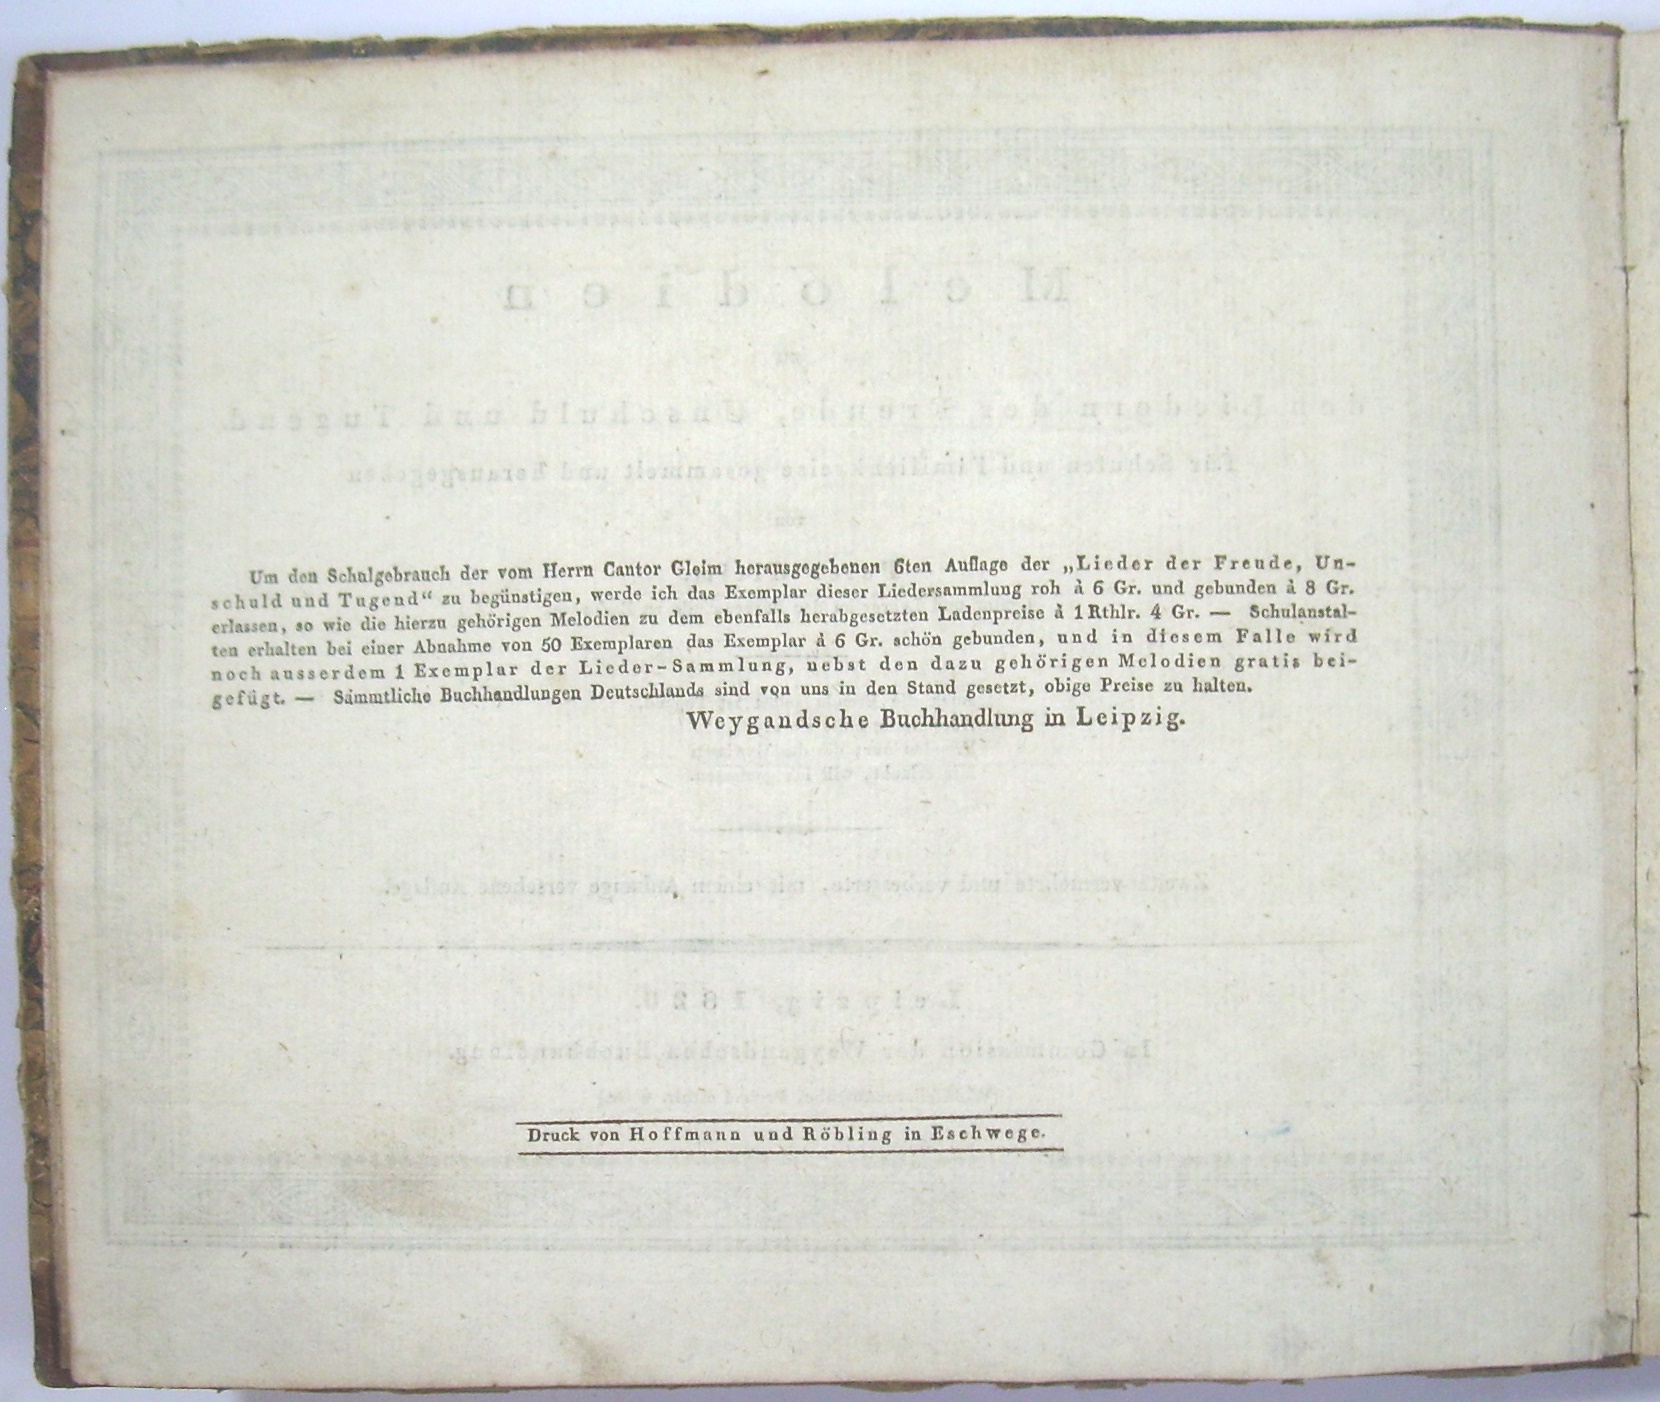 Um den Schulgebrauch der vom Herrn Cantor Gleim herausgegebenen 6ten Auflage der „Lieder der Freude, Un-
schuld und Tugend“ zu begünstigen, werde ich das Exemplar dieser Liedersammlung roh à 6 Gr. und gebunden à 8 Gr.
erlassen, so wie die hierzu gehörigen Melodien zu dem ebenfalls herabgesetzten Ladenpreise à 1 Rthlr. 4 Gr. — Schulanstal-
ten erhalten bei einer Abnahme von 50 Exemplaren das Exemplar à 6 Gr. schön gebunden, und in diesem Falle wird
noch ausserdem 1 Exemplar der Lieder-Sammlung, nebst den dazu gehörigen Melodien gratis bei-
gefügt. — Sämmtliche Buchhandlungen Deutschlands sind von uns in den Stand gesetzt, obige Preise zu halten.
Weygandsche Buchhandlung in Leipzig.
Druck von Hoffmann und Röbling in Eschwege.